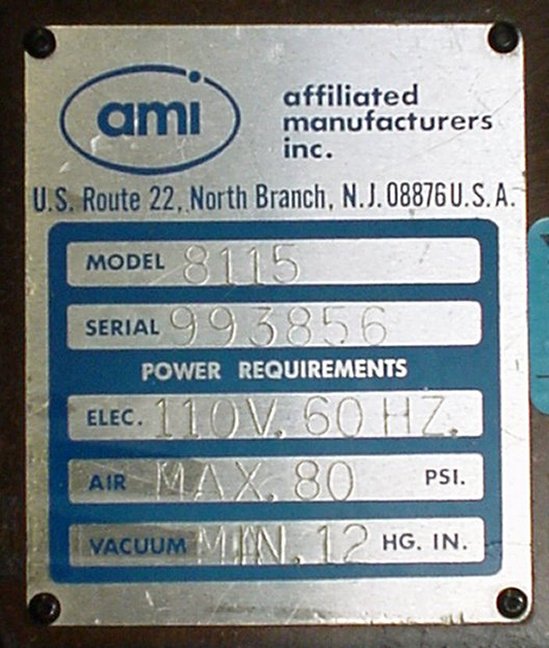 ami
affiliated
manufacturers
inc.
U.S. Route 22, North Branch, N.J. 08876 U.S.A.
MODEL 8115
SERIAL 993856
POWER REQUIREMENTS
ELEC. 110V. 60 HZ.
AIR MAX. 80 PSI.
VACUUM MIN. 12 HG. IN.